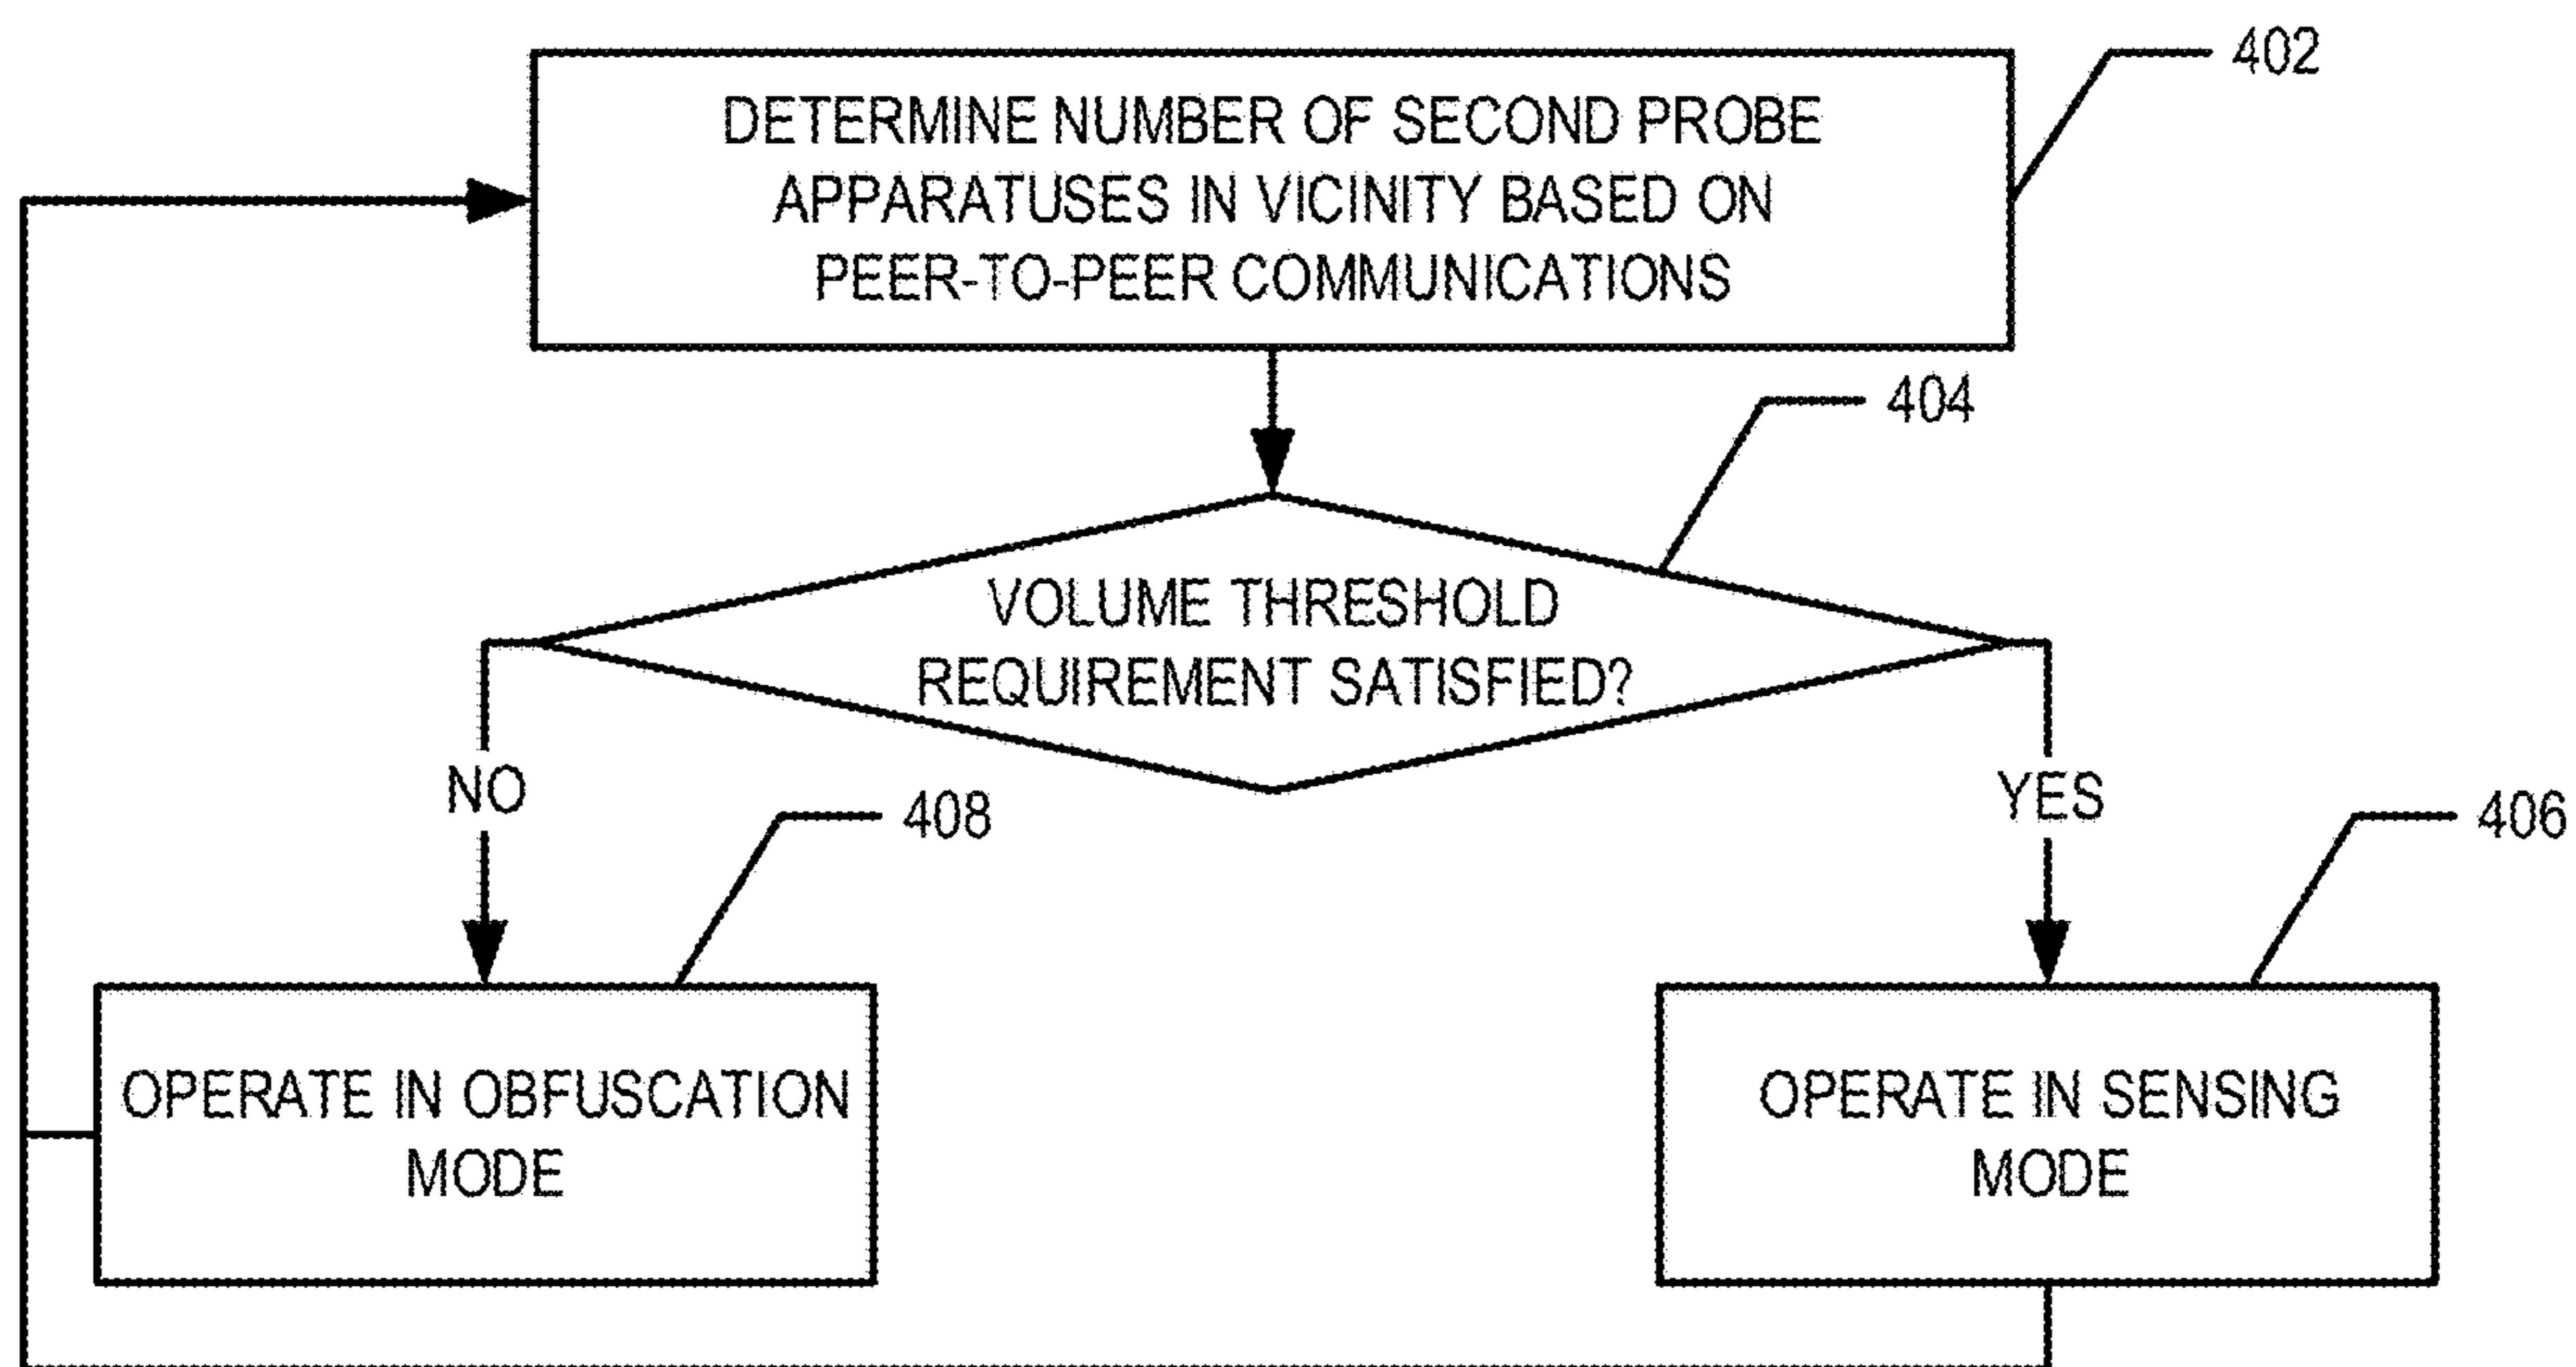 402
DETERMINE NUMBER OF SECOND PROBE
APPARATUSES IN VICINITY BASED ON
PEER-TO-PEER COMMUNICATIONS
404
VOLUME THRESHOLD
REQUIREMENT SATISFIED?
NO
YES
408
406
OPERATE IN OBFUSCATION
MODE
OPERATE IN SENSING
MODE